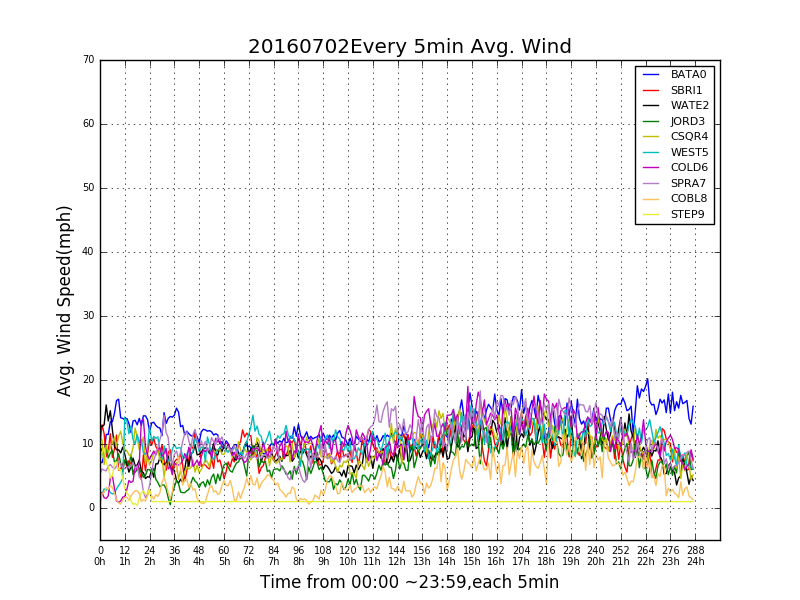 20160702Every 5min Avg. Wind
70
60
50
40
30
20
10
0
Avg. Wind Speed(mph)
BATA0
SBRI1
WATE2
JORD3
CSQR4
WEST5
COLD6
SPRA7
COBL8
STEP9
0 12 24 36 48 60 72 84 96 108 120 132 144 156 168 180 192 204 216 228 240 252 264 276 288
0h 1h 2h 3h 4h 5h 6h 7h 8h 9h 10h 11h 12h 13h 14h 15h 16h 17h 18h 19h 20h 21h 22h 23h 24h
Time from 00:00 ~23:59,each 5min